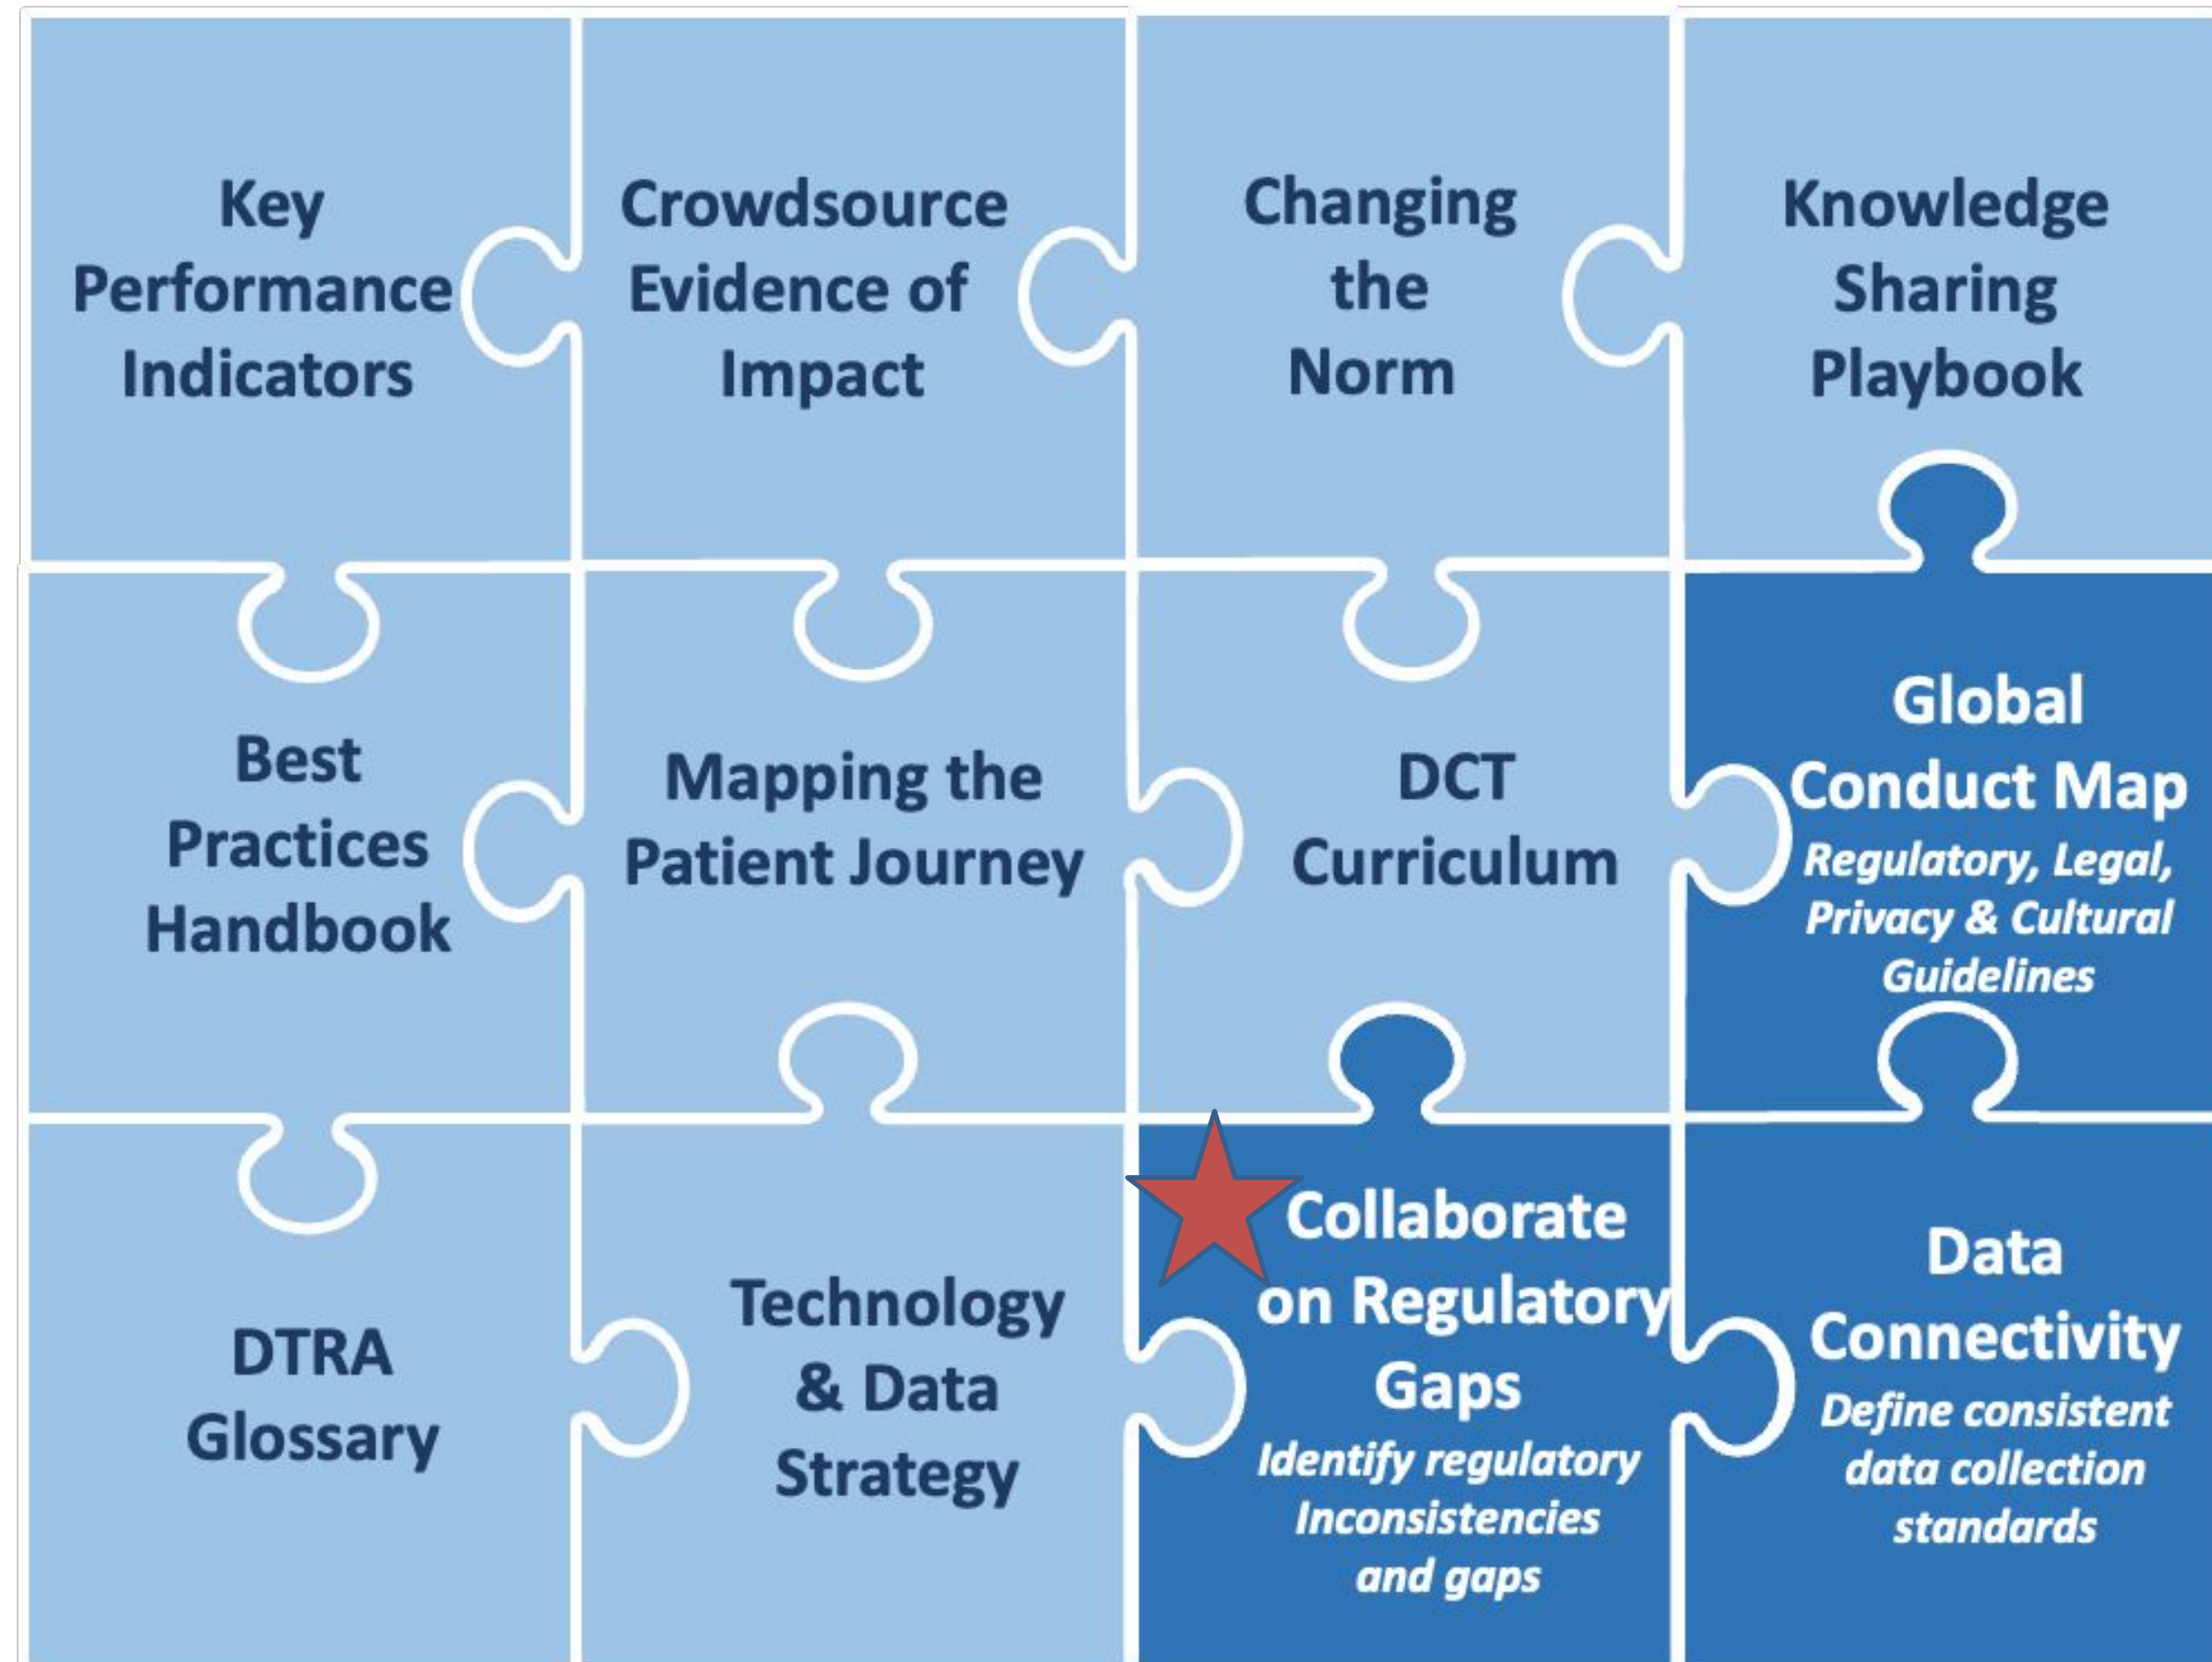 Key
Performance
Indicators
Crowdsource
Evidence of
Impact
Changing
the
Norm
Knowledge
Sharing
Playbook
Best
Practices
Handbook
Mapping the
Patient Journey
DCT
Curriculum
Global
Conduct Map
Regulatory, Legal,
Privacy & Cultural
Guidelines
DTRA
Glossary
Technology
& Data
Strategy
Collaborate
on Regulatory
Gaps
Identify regulatory
Inconsistencies
and gaps
Data
Connectivity
Define consistent
data collection
standards